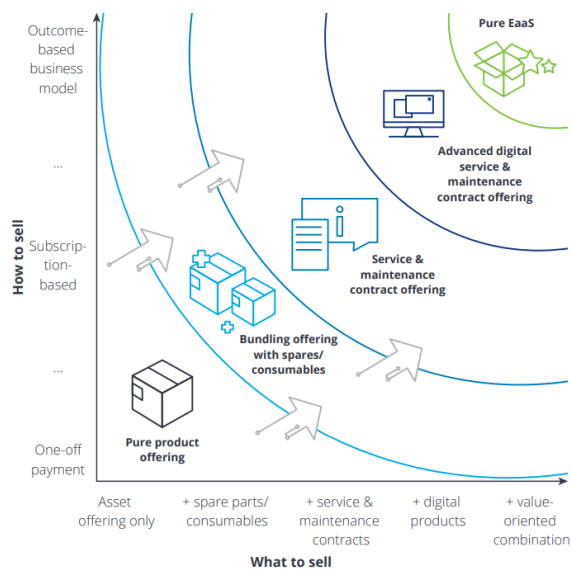 Pure EaaS
Outcome-
based
business
model
Advanced digital
service &
maintenance
contract offering
...
How to sell
Subscrip-
tion-
based
Service &
maintenance
contract offering
Bundling offering
with spares/
consumables
...
Pure product
offering
One-off
payment
Asset
offering only
+ spare parts/
consumables
+ service &
maintenance
contracts
+ digital
products
+ value-
oriented
combination
What to sell